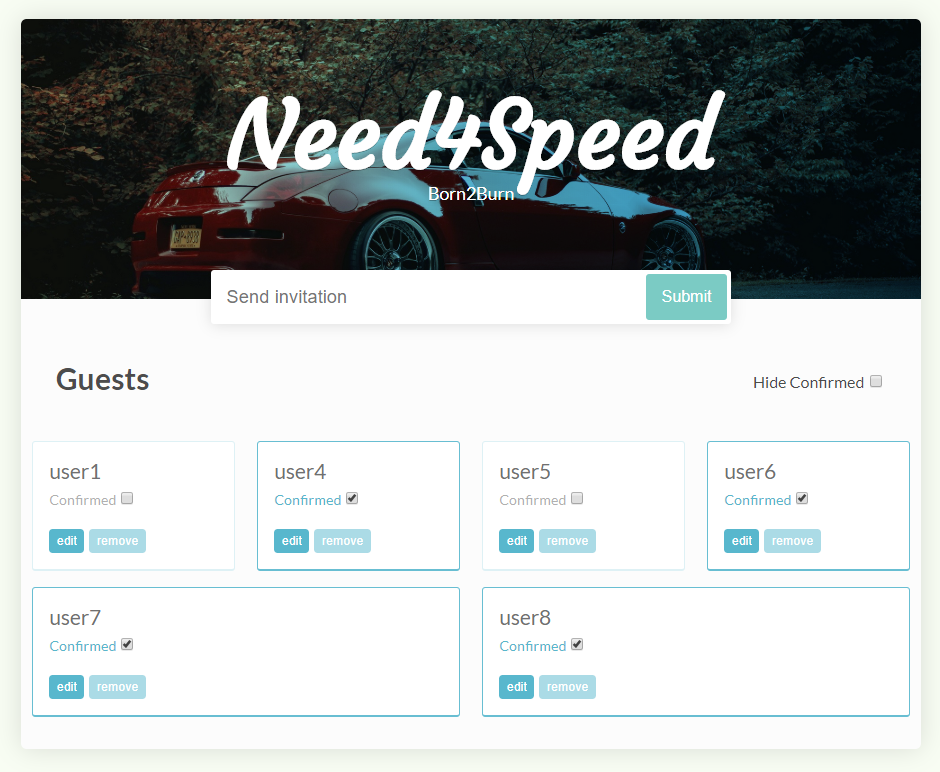 Need4Speed
Born2Burn
Send invitation Submit
Guests Hide Confirmed
user1 user4 user5 user6
Confirmed Confirmed Confirmed Confirmed
edit remove edit remove edit remove edit remove
user7 user8
Confirmed Confirmed
edit remove edit remove